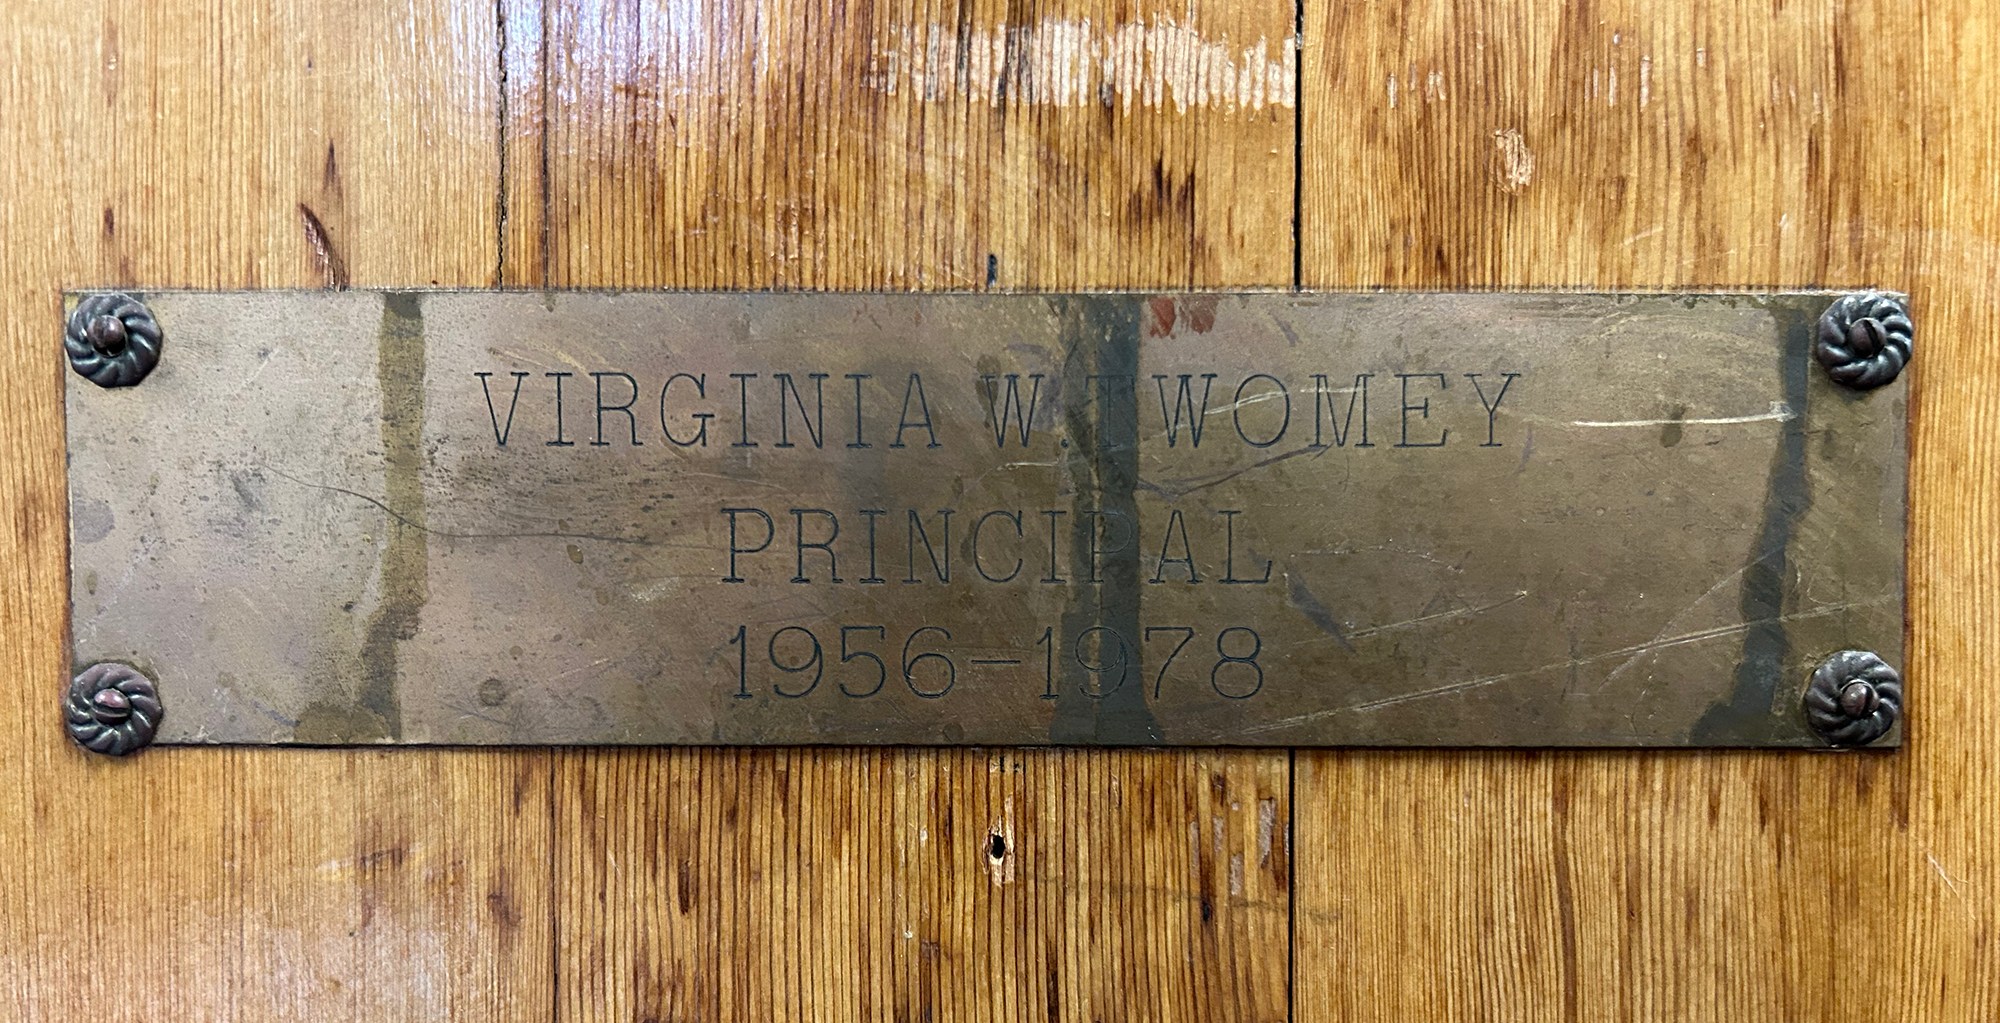 VIRGINIA W. TWOMEY
PRINCIPAL
1956-1978